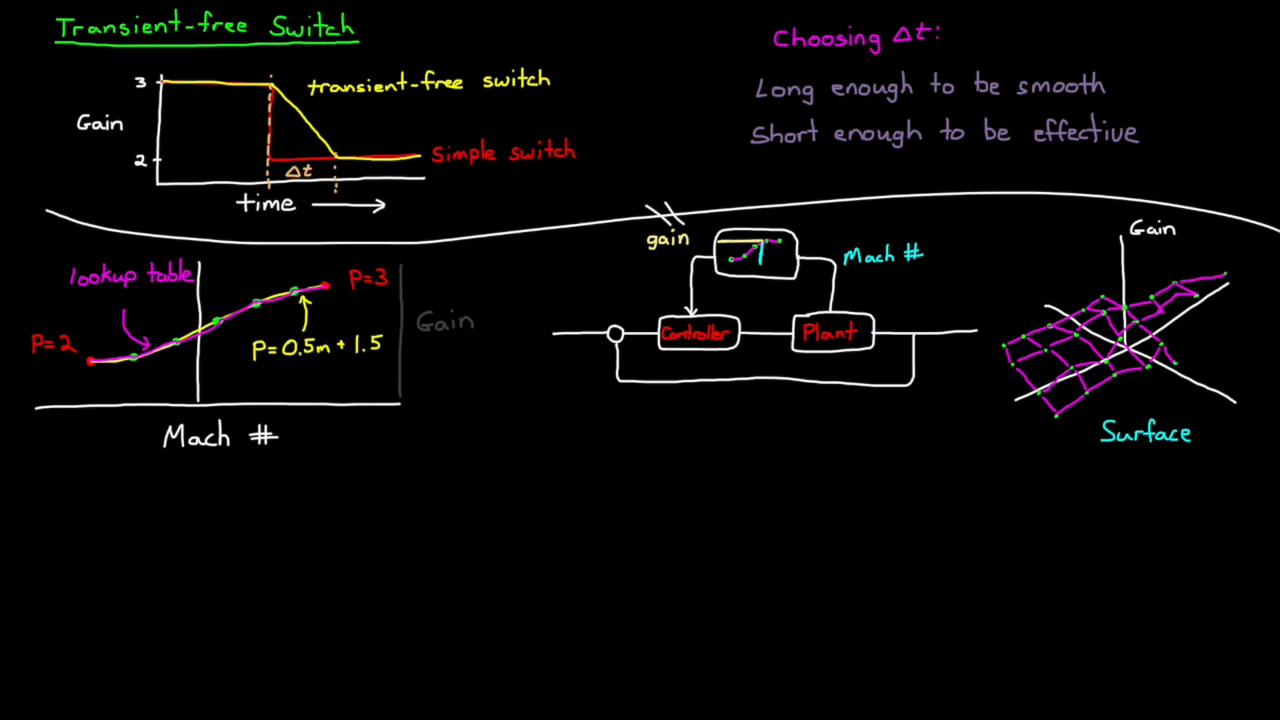 Transient-free Switch
3
transient-free switch
Gain
2
Δt
Simple switch
time
Choosing Δt:
Long enough to be smooth
Short enough to be effective
lookup table
P=3
P=2
P=0.5m+1.5
Gain
Mach #
gain
Mach #
Controller
Plant
Gain
Surface